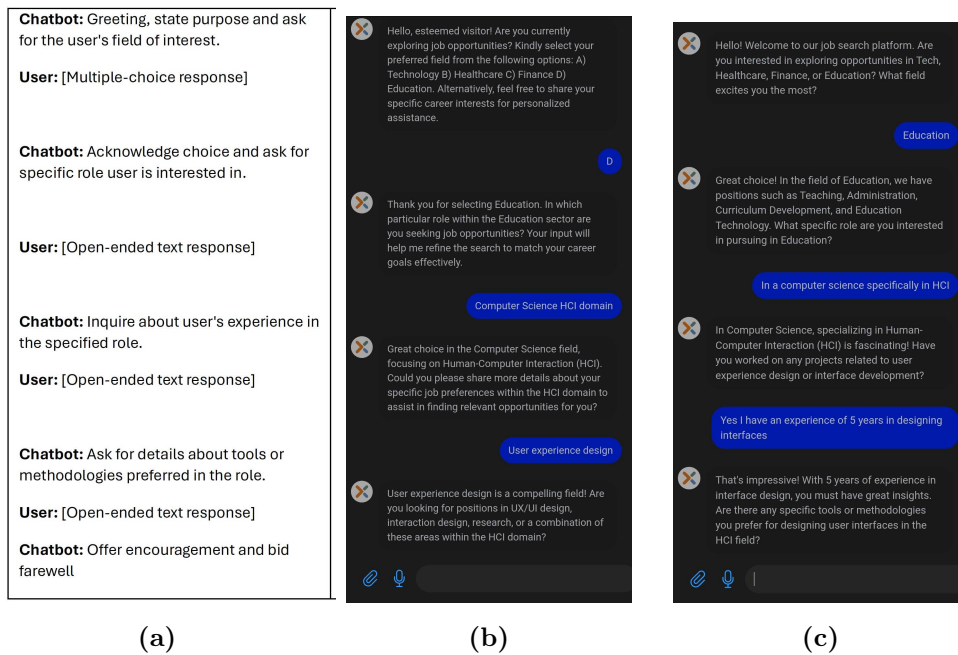 Chatbot: Greeting, state purpose and ask
for the user's field of interest.
User: [Multiple-choice response]
Chatbot: Acknowledge choice and ask for
specific role user is interested in.
User: [Open-ended text response]
Chatbot: Inquire about user's experience in
the specified role.
User: [Open-ended text response]
Chatbot: Ask for details about tools or
methodologies preferred in the role.
User: [Open-ended text response]
Chatbot: Offer encouragement and bid
farewell
(a)
Hello, esteemed visitor! Are you currently
exploring job opportunities? Kindly select your
preferred field from the following options: A)
Technology B) Healthcare C) Finance D)
Education. Alternatively, feel free to share your
specific career interests for personalized
assistance.
D
Thank you for selecting Education. In which
particular role within the Education sector are
you seeking job opportunities? Your input will
help me refine the search to match your career
goals effectively.
Computer Science HCI domain
Great choice in the Computer Science field,
focusing on Human-Computer Interaction (HCI).
Could you please share more details about your
specific job preferences within the HCI domain to
assist in finding relevant opportunities for you?
User experience design
User experience design is a compelling field! Are
you looking for positions in UX/UI design,
interaction design, research, or a combination of
these areas within the HCI domain?
(b)
Hello! Welcome to our job search platform. Are
you interested in exploring opportunities in Tech,
Healthcare, Finance, or Education? What field
excites you the most?
Education
Great choice! In the field of Education, we have
positions such as Teaching, Administration,
Curriculum Development, and Education
Technology. What specific role are you interested
in pursuing in Education?
In a computer science specifically in HCI
In Computer Science, specializing in Human-
Computer Interaction (HCI) is fascinating! Have
you worked on any projects related to user
experience design or interface development?
Yes I have an experience of 5 years in designing
interfaces
That's impressive! With 5 years of experience in
interface design, you must have great insights.
Are there any specific tools or methodologies
you prefer for designing user interfaces in the
HCI field?
(c)